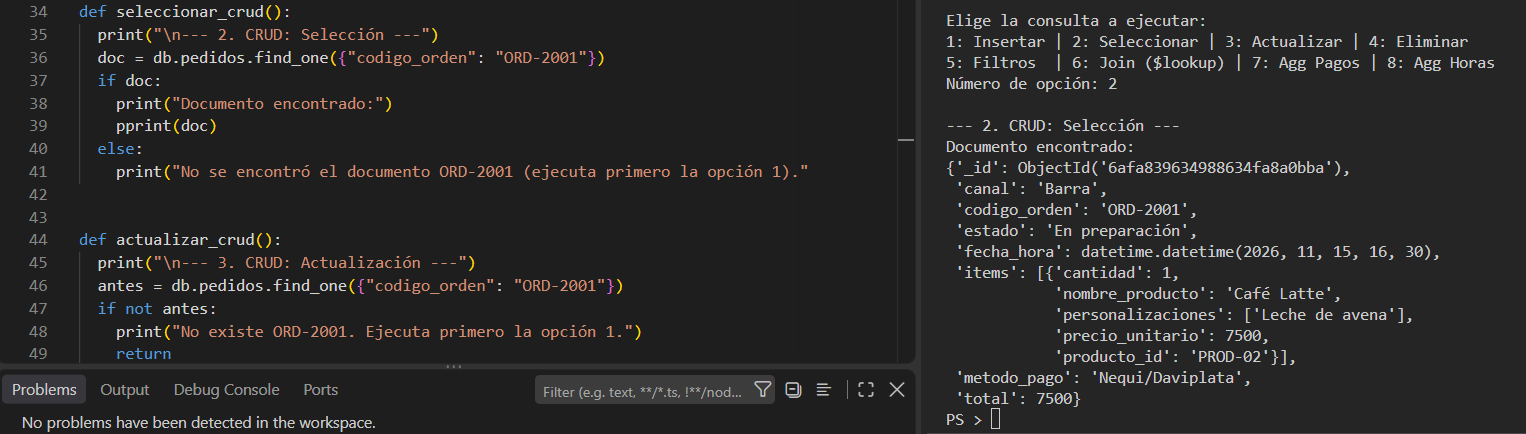 34 def seleccionar_crud():
35 print("\n--- 2. CRUD: Selección ---")
36 doc = db.pedidos.find_one({"codigo_orden": "ORD-2001"})
37 if doc:
38 print("Documento encontrado:")
39 pprint(doc)
40 else:
41 print("No se encontró el documento ORD-2001 (ejecuta primero la opción 1)."
42
43
44 def actualizar_crud():
45 print("\n--- 3. CRUD: Actualización ---")
46 antes = db.pedidos.find_one({"codigo_orden": "ORD-2001"})
47 if not antes:
48 print("No existe ORD-2001. Ejecuta primero la opción 1.")
49 return
Problems Output Debug Console Ports
Filter (e.g. text, **/*.ts, !**/nod...
No problems have been detected in the workspace.
Elige la consulta a ejecutar:
1: Insertar | 2: Seleccionar | 3: Actualizar | 4: Eliminar
5: Filtros | 6: Join ($lookup) | 7: Agg Pagos | 8: Agg Horas
Número de opción: 2
--- 2. CRUD: Selección ---
Documento encontrado:
{'_id': ObjectId('6afa839634988634fa8a0bba'),
'canal': 'Barra',
'codigo_orden': 'ORD-2001',
'estado': 'En preparación',
'fecha_hora': datetime.datetime(2026, 11, 15, 16, 30),
'items': [{'cantidad': 1,
'nombre_producto': 'Café Latte',
'personalizaciones': ['Leche de avena'],
'precio_unitario': 7500,
'producto_id': 'PROD-02'}],
'metodo_pago': 'Nequi/Daviplata',
'total': 7500}
PS >